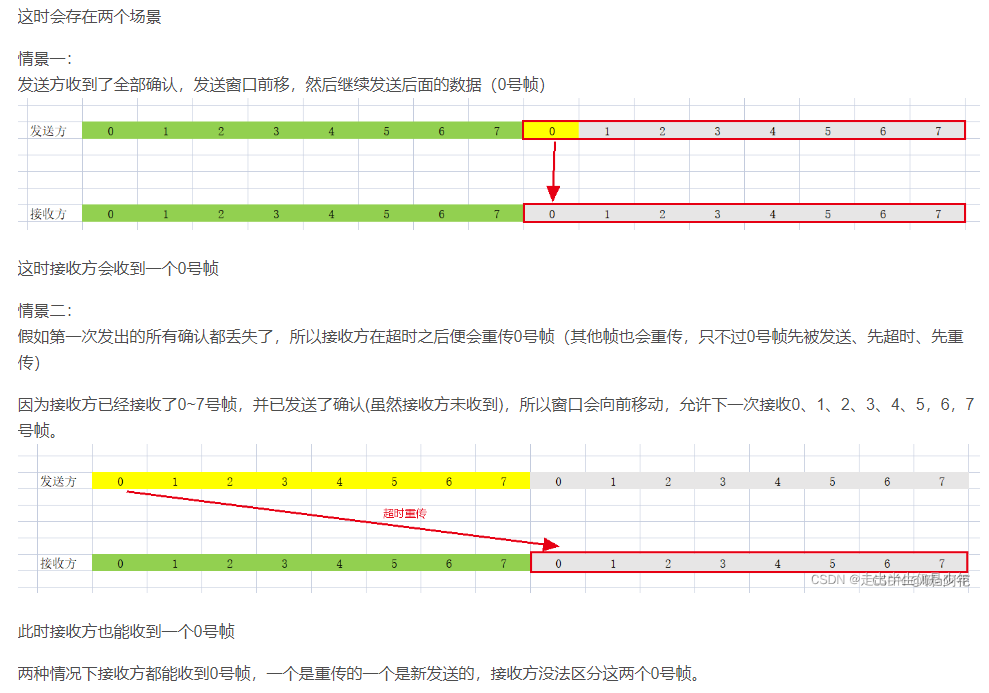 这时会存在两个场景
情景一：
发送方收到了全部确认，发送窗口前移，然后继续发送后面的数据（0号帧）
发送方 0 1 2 3 4 5 6 7 0 1 2 3 4 5 6 7
接收方 0 1 2 3 4 5 6 7 0 1 2 3 4 5 6 7
这时接收方会收到一个0号帧
情景二：
假如第一次发出的所有确认都丢失了，所以接收方在超时之后便会重传0号帧（其他帧也会重传，只不过0号帧先被发送、先超时、先重
传）
因为接收方已经接收了0~7号帧，并已发送了确认(虽然接收方未收到)，所以窗口会向前移动，允许下一次接收0、1、2、3、4、5，6，7
号帧。
发送方 0 1 2 3 4 5 6 7 0 1 2 3 4 5 6 7
超时重传
接收方 0 1 2 3 4 5 6 7 0 1 2 3 4 5 6 7
CSDN @走出
此时接收方也能收到一个0号帧
两种情况下接收方都能收到0号帧，一个是重传的一个是新发送的，接收方没法区分这两个0号帧。